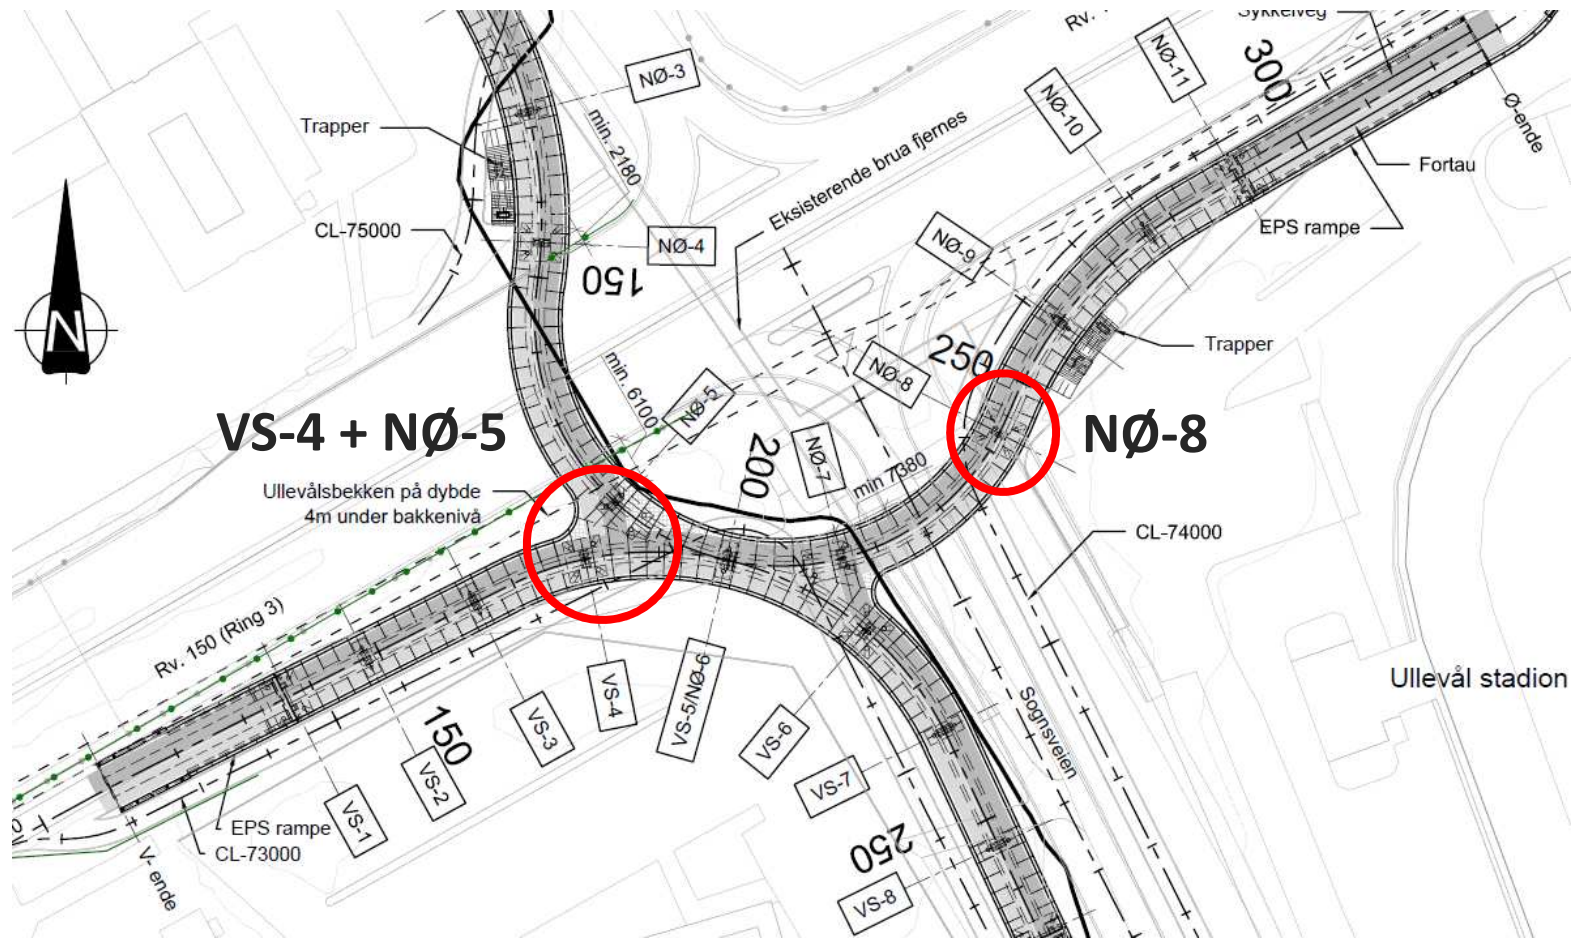 Sykkelveg
Rv.
NØ-3
NØ-11
300
NØ-10
Ø-ende
Trapper
min. 2180
Eksisterende brua fjernes
Fortau
CL-75000
NØ-4
NØ-9
EPS rampe
150
N
250
Trapper
NØ-8
min. 6100
NØ-5
VS-4 + NØ-5
NØ-8
200
NØ-7
min 7380
Ullevålsbekken på dybde
4m under bakkenivå
CL-74000
Rv. 150 (Ring 3)
Ullevål stadion
VS-4
VS-5/NØ-6
Sognsveien
VS-3
VS-6
150
VS-2
VS-7
VS-1
EPS rampe
CL-73000
250
V- ende
VS-8